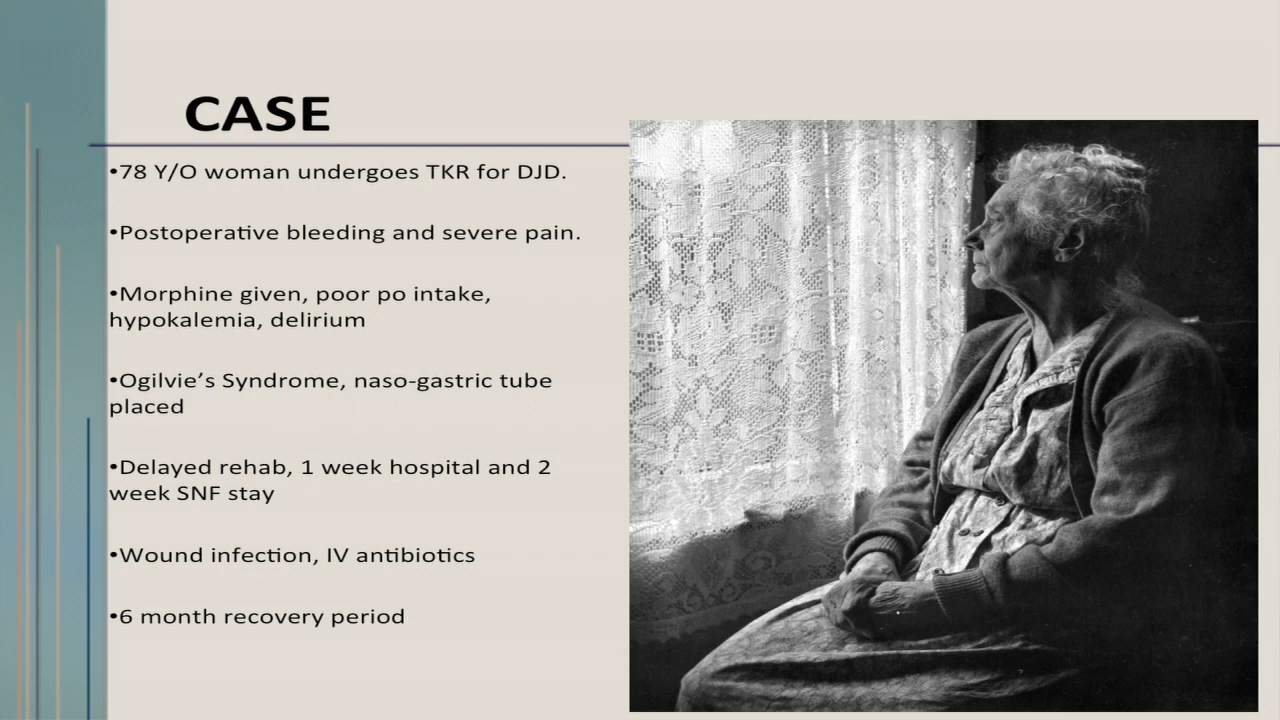 CASE
•78 Y/O woman undergoes TKR for DJD.
•Postoperative bleeding and severe pain.
•Morphine given, poor po intake,
hypokalemia, delirium
•Ogilvie’s Syndrome, naso-gastric tube
placed
•Delayed rehab, 1 week hospital and 2
week SNF stay
•Wound infection, IV antibiotics
•6 month recovery period